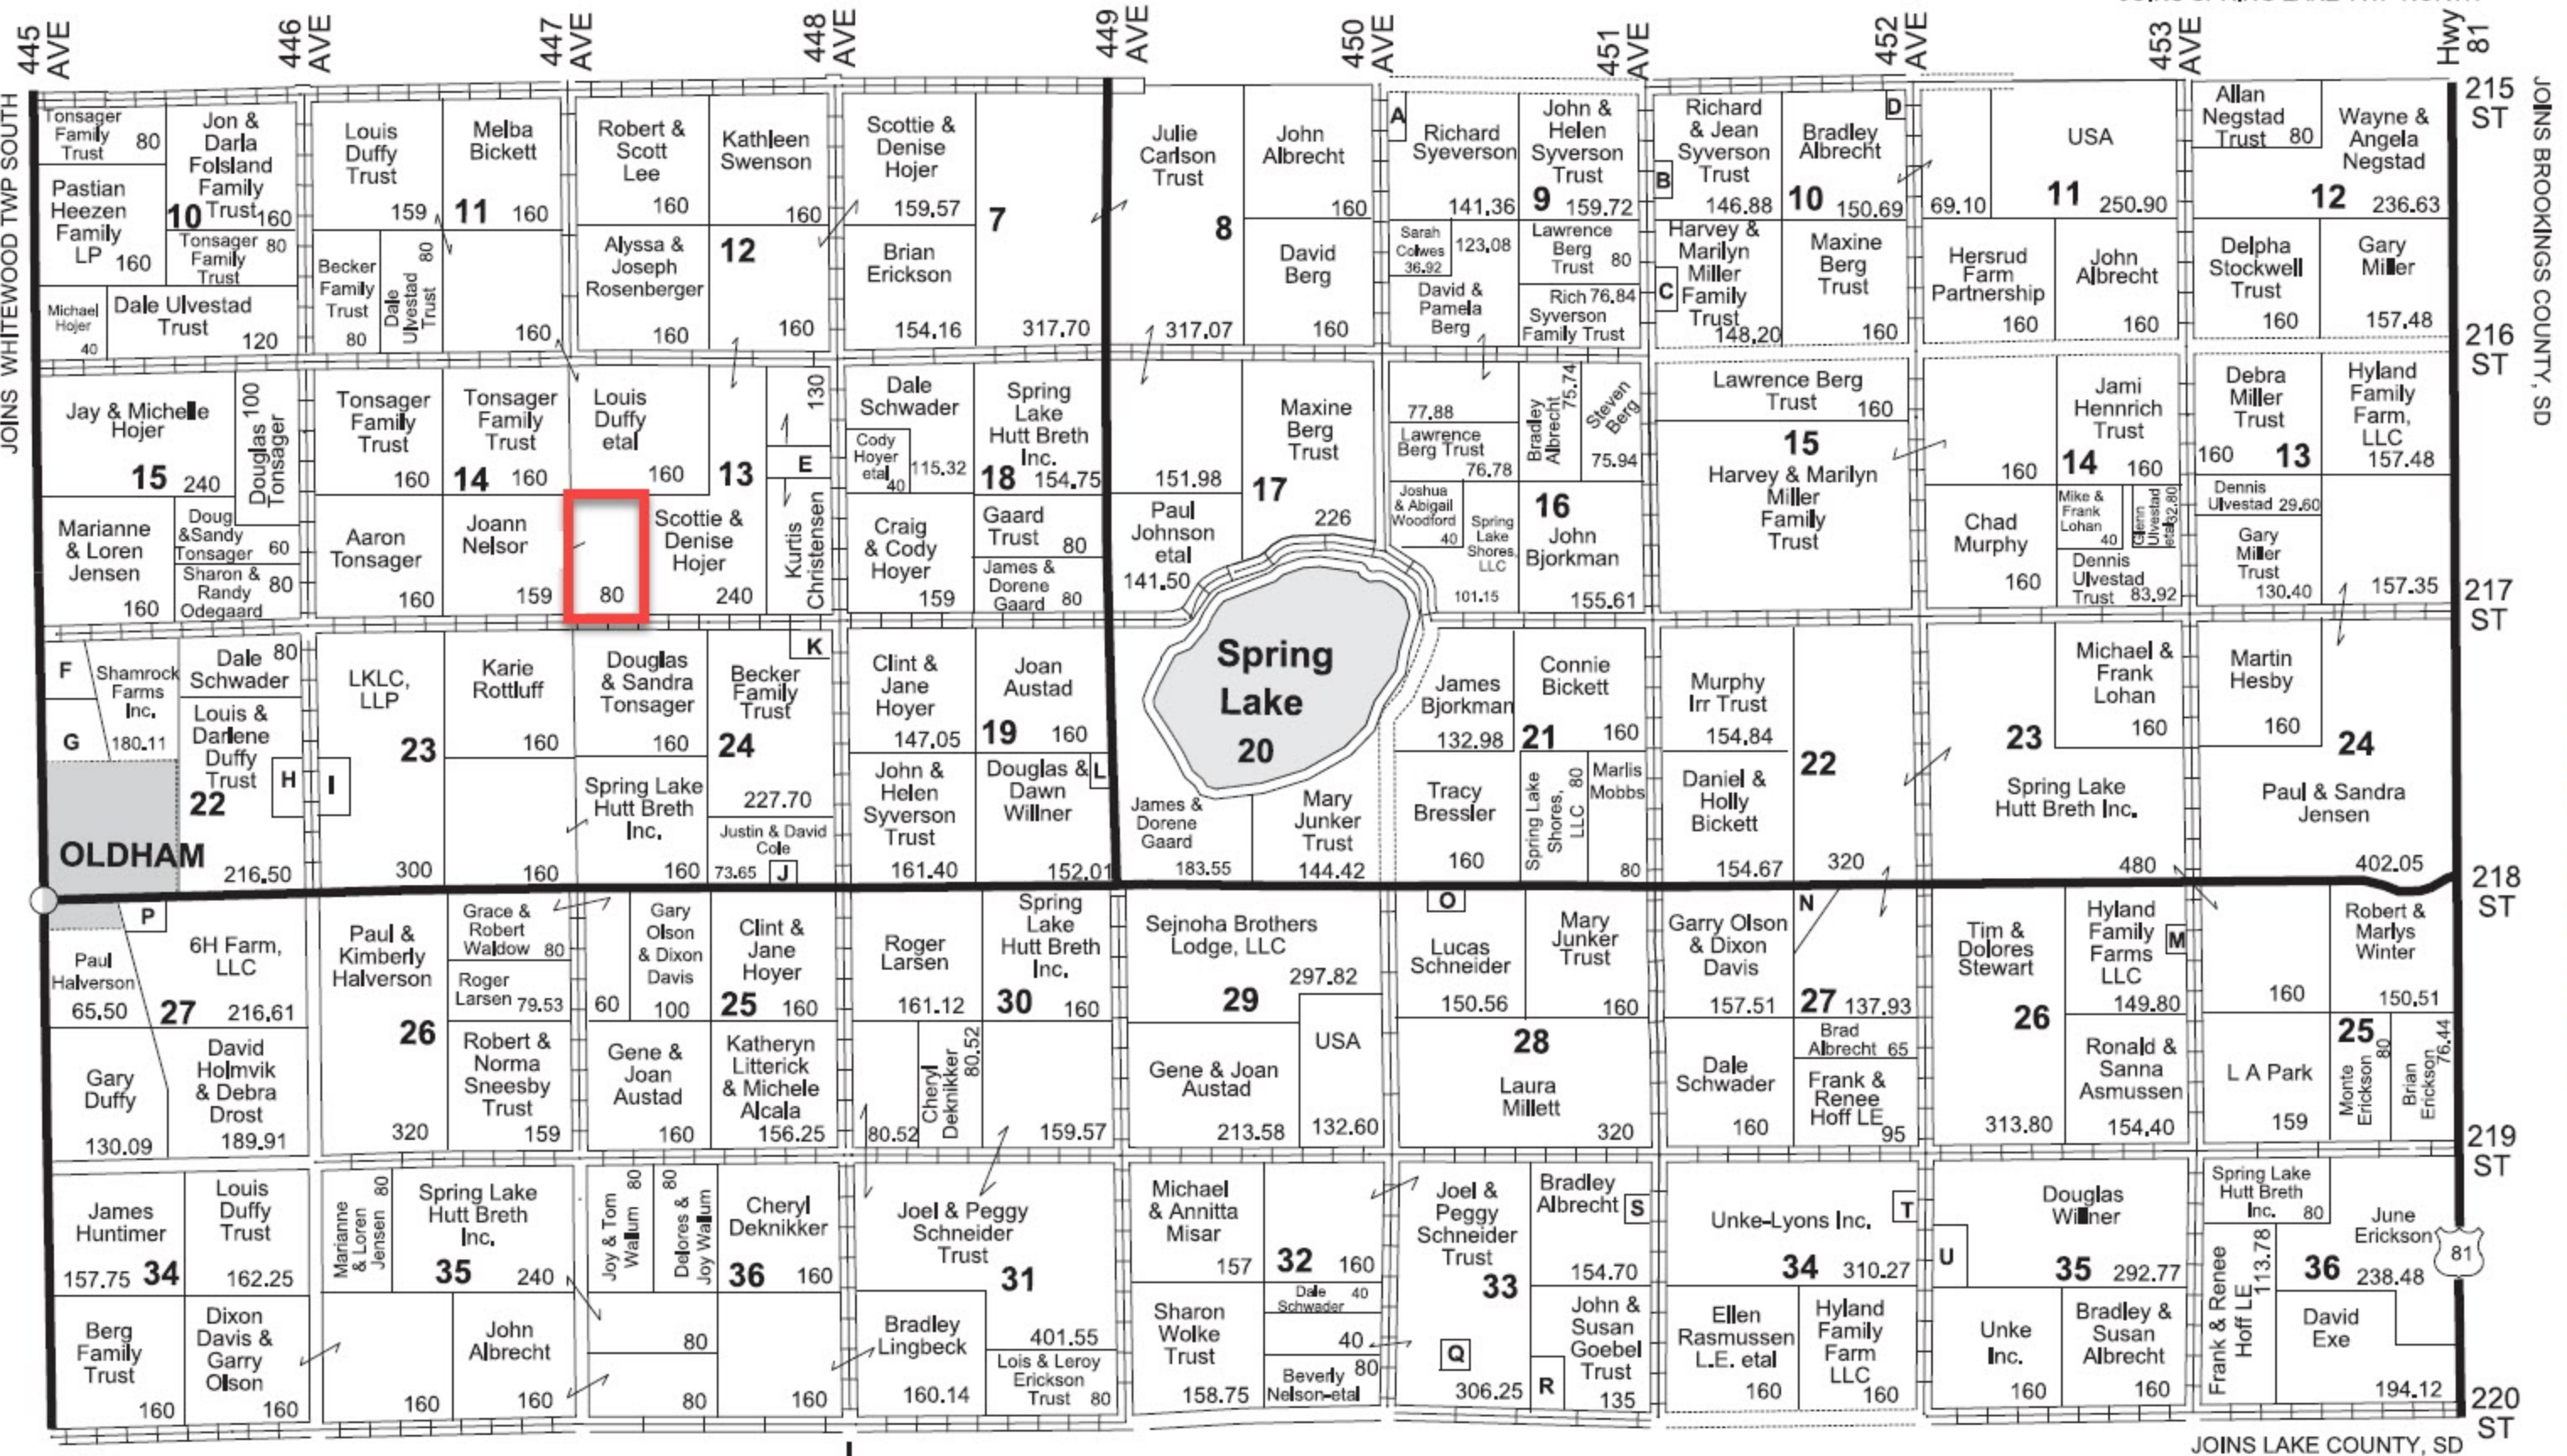 445 AVE
446 AVE
447 AVE
448 AVE
449 AVE
450 AVE
451 AVE
452 AVE
453 AVE
Hwy 81
215 ST
216 ST
217 ST
218 ST
219 ST
220 ST
JOINS WHITEWOOD TWP SOUTH
JOINS BROOKINGS COUNTY, SD
Tonsager
Family
Trust 80
Jon &
Darla
Folsland
Family
Trust 160
Pastian
Heezen
Family
LP 160
10
Tonsager 80
Family
Trust
Michael
Hojer
40
Dale Ulvestad
Trust
120
Louis
Duffy
Trust
159
Melba
Bickett
11 160
Becker
Family
Trust
80
Dale
Ulvestad
Trust 80
160
Robert &
Scott
Lee
160
Kathleen
Swenson
160
Alyssa &
Joseph
Rosenberger
160
12
160
Scottie &
Denise
Hojer
159.57
7
Brian
Erickson
154.16
317.70
Julie
Carlson
Trust
John
Albrecht
160
8
David
Berg
317.07
160
A
Richard
Syeverson
141.36
John &
Helen
Syverson
Trust
9 159.72
Sarah
Colwes
36.92
123.08
Lawrence
Berg
Trust 80
David &
Pamela
Berg
Rich 76.84
Syverson
Family Trust
Richard
& Jean
Syverson
Trust
B
146.88
D
Bradley
Albrecht
10 150.69
Harvey &
Marilyn
Miller
C Family
Trust
148.20
Maxine
Berg
Trust
160
69.10
USA
11 250.90
Hersrud
Farm
Partnership
160
John
Albrecht
160
Allan
Negstad
Trust 80
Wayne &
Angela
Negstad
12 236.63
Delpha
Stockwell
Trust
160
Gary
Miller
157.48
Jay & Michelle
Hojer
15 240
Douglas 100
Tonsager
Marianne
& Loren
Jensen
160
Doug
&Sandy
Tonsager 60
Sharon & 80
Randy
Odegaard
Tonsager
Family
Trust
160
Tonsager
Family
Trust
14 160
Aaron
Tonsager
160
Joann
Nelson
159
Louis
Duffy
etal
160
13
130
E
80
Scottie &
Denise
Hojer
240
Kurtis
Christensen
Dale
Schwader
Cody
Hoyer
etal
40
115.32
Spring
Lake
Hutt Breth
Inc.
18 154.75
Craig
& Cody
Hoyer
159
Gaard
Trust
80
James &
Dorene
Gaard 80
151.98
Maxine
Berg
Trust
17
226
Paul
Johnson
etal
141.50
77.88
Lawrence
Berg Trust
76.78
Bradley
Albrecht 75.74
Steven
Berg
75.94
Joshua
& Abigail
Woodford
40
Spring
Lake
Shores,
LLC
101.15
16
John
Bjorkman
155.61
Lawrence Berg
Trust 160
15
Harvey & Marilyn
Miller
Family
Trust
160
Jami
Hennrich
Trust
14 160
Chad
Murphy
160
Mike &
Frank
Lohan
40
Glenn
Ulvestad
etal 32.80
Dennis
Ulvestad
Trust 83.92
Debra
Miller
Trust
160 13
Hyland
Family
Farm,
LLC
157.48
Dennis
Ulvestad 29.60
Gary
Miller
Trust
130.40
157.35
F
G
Shamrock
Farms
Inc.
180.11
Dale 80
Schwader
Louis &
Darlene
Duffy
Trust
22
H
216.50
OLDHAM
I
LKLC,
LLP
23
300
Karie
Rottluff
160
160
Douglas
& Sandra
Tonsager
160
K
Becker
Family
Trust
24
227.70
Spring Lake
Hutt Breth
Inc.
160
Justin & David
Cole
73.65 J
Clint &
Jane
Hoyer
147.05
Joan
Austad
19 160
John &
Helen
Syverson
Trust
161.40
Douglas & L
Dawn
Willner
152.01
Spring
Lake
20
James &
Dorene
Gaard
183.55
Mary
Junker
Trust
144.42
James
Bjorkman
132.98
Connie
Bickett
21 160
Tracy
Bressler
160
Spring Lake
Shores,
LLC 80
Marlis
Mobbs
80
Murphy
Irr Trust
154.84
22
Daniel &
Holly
Bickett
154.67
320
Michael &
Frank
Lohan
160
23
Spring Lake
Hutt Breth Inc.
480
Martin
Hesby
160
24
Paul & Sandra
Jensen
402.05
P
Paul
Halverson
65.50
6H Farm,
LLC
27 216.61
Gary
Duffy
130.09
David
Holmvik
& Debra
Drost
189.91
Paul &
Kimberly
Halverson
26
320
Grace &
Robert
Waldow 80
Roger
Larsen 79.53
Robert &
Norma
Sneesby
Trust
159
60
Gary
Olson
& Dixon
Davis
100
Clint &
Jane
Hoyer
25 160
Gene &
Joan
Austad
160
Katheryn
Litterick
& Michele
Alcala
156.25
Roger
Larsen
161.12
Spring
Lake
Hutt Breth
Inc.
30 160
80.52
Cheryl
Deknikker 80.52
159.57
Sejnoha Brothers
Lodge, LLC
297.82
29
USA
132.60
Gene & Joan
Austad
213.58
O
Lucas
Schneider
150.56
Mary
Junker
Trust
160
28
Laura
Millett
320
Garry Olson
& Dixon
Davis
157.51
N
27 137.93
Dale
Schwader
160
Brad
Albrecht 65
Frank &
Renee
Hoff LE
95
Tim &
Dolores
Stewart
26
313.80
Hyland
Family
Farms
LLC
149.80
M
Ronald &
Sanna
Asmussen
154.40
160
Robert &
Marlys
Winter
150.51
L A Park
159
25
Monte
Erickson 80
Brian
Erickson 76.44
James
Huntimer
157.75 34
Louis
Duffy
Trust
162.25
Berg
Family
Trust
160
Dixon
Davis &
Garry
Olson
160
Marianne
& Loren
Jensen 80
Spring Lake
Hutt Breth
Inc.
35 240
160
John
Albrecht
160
Joy & Tom
Wallum 80
Delores &
Joy Wallum
80
Cheryl
Deknikker
36 160
80
80
160
Joel & Peggy
Schneider
Trust
31
401.55
Bradley
Lingbeck
160.14
Lois & Leroy
Erickson
Trust 80
Michael
& Annitta
Misar
157
32 160
Dale 40
Schwader
40
Sharon
Wolke
Trust
158.75
Beverly 80
Nelson-etal
Joel &
Peggy
Schneider
Trust
33
Q
306.25
Bradley
Albrecht S
154.70
R
John &
Susan
Goebel
Trust
135
Unke-Lyons Inc. T
34 310.27
Ellen
Rasmussen
L.E. etal
160
Hyland
Family
Farm
LLC
160
U
Douglas
Willner
35 292.77
Unke
Inc.
160
Bradley &
Susan
Albrecht
160
Spring Lake
Hutt Breth
Inc. 80
Frank & Renee
Hoff LE 113.78
June
Erickson
36 238.48
81
David
Exe
194.12
JOINS LAKE COUNTY, SD